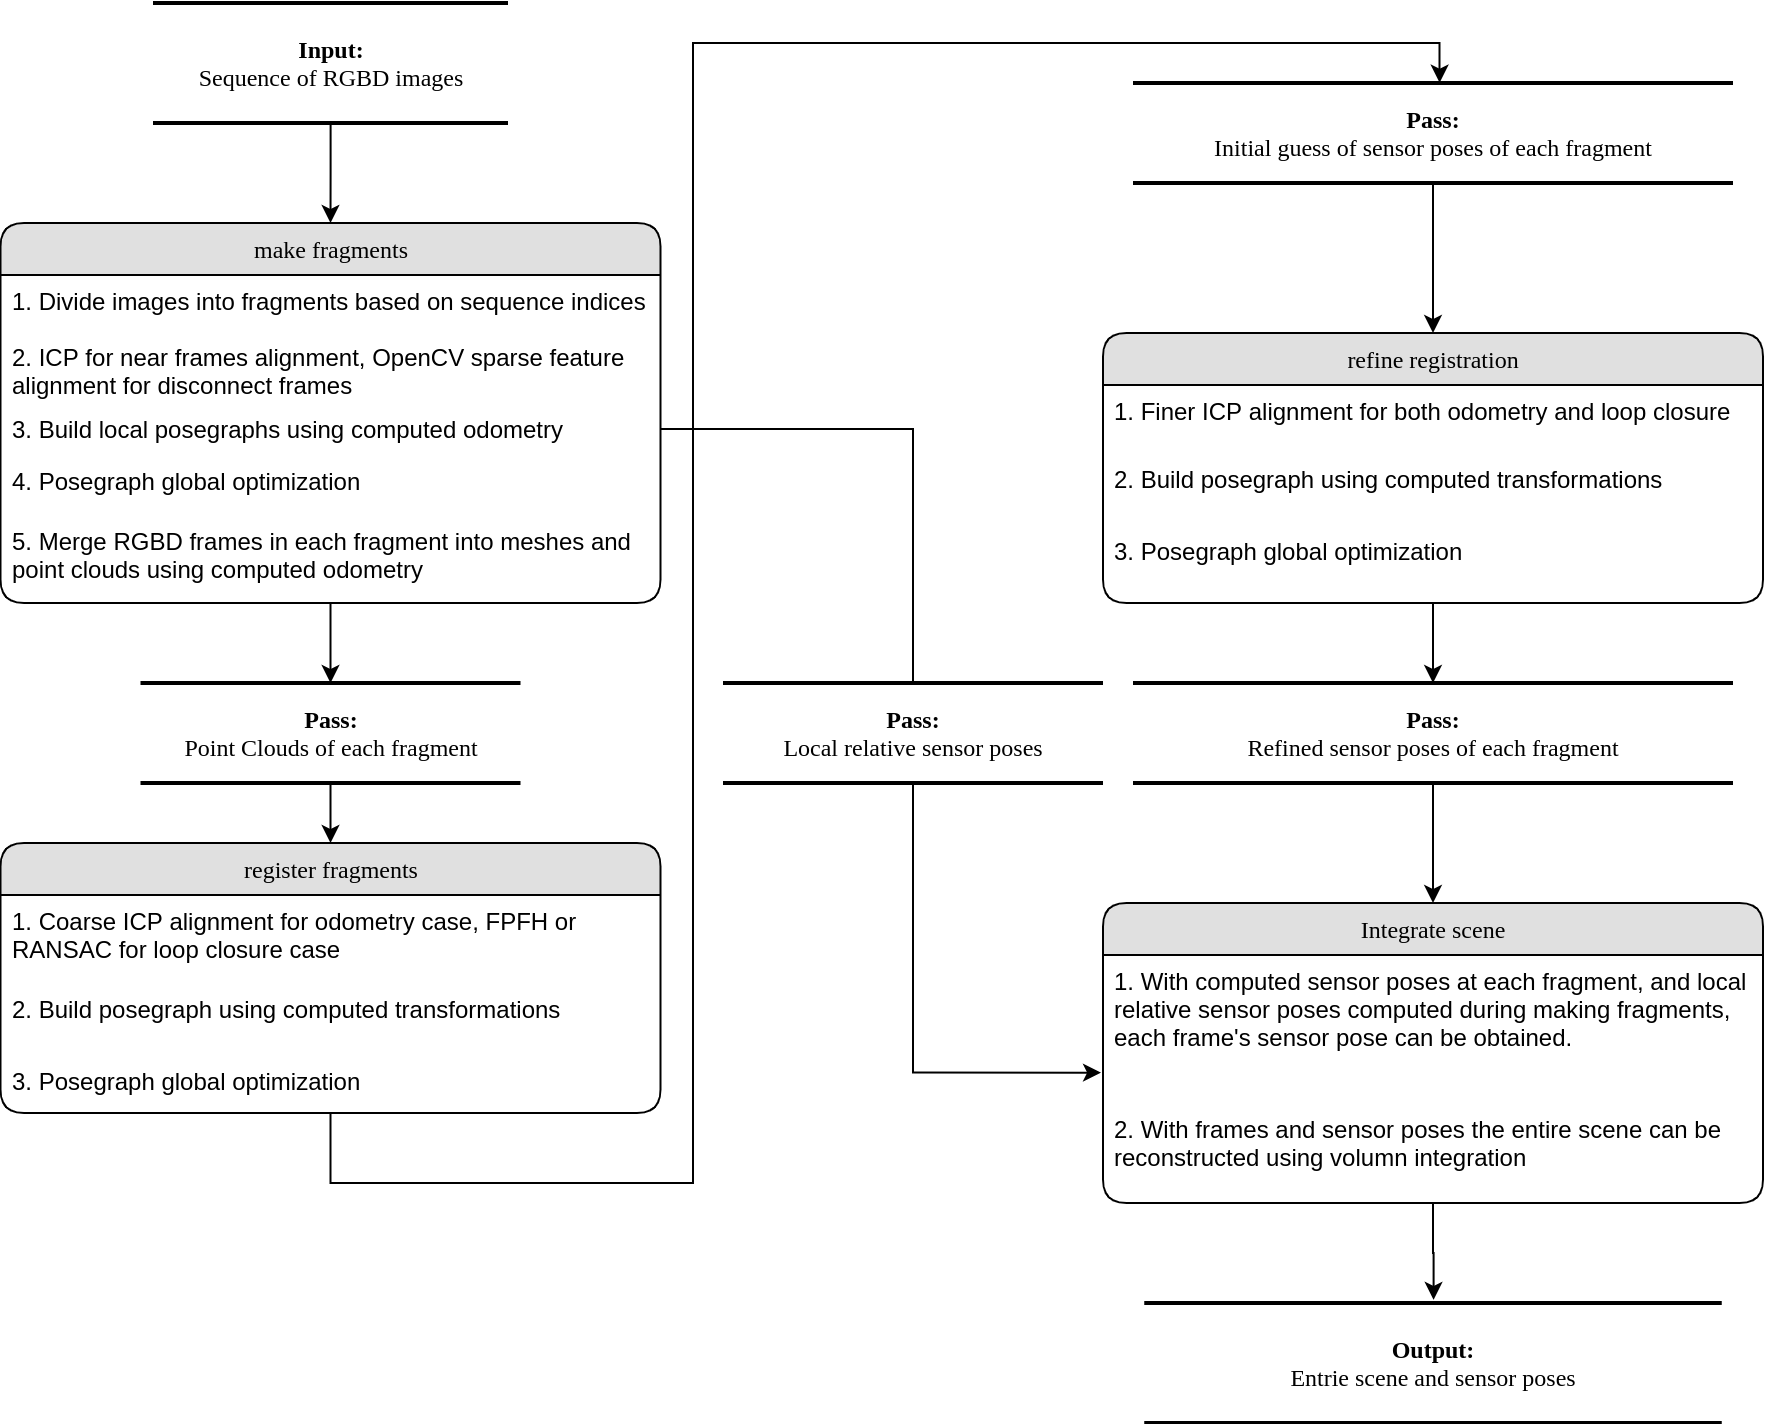 Input:
Sequence of RGBD images
make fragments
1. Divide images into fragments based on sequence indices
2. ICP for near frames alignment, OpenCV sparse feature
alignment for disconnect frames
3. Build local posegraphs using computed odometry
4. Posegraph global optimization
5. Merge RGBD frames in each fragment into meshes and
point clouds using computed odometry
Pass:
Point Clouds of each fragment
register fragments
1. Coarse ICP alignment for odometry case, FPFH or
RANSAC for loop closure case
2. Build posegraph using computed transformations
3. Posegraph global optimization
Pass:
Local relative sensor poses
Pass:
Initial guess of sensor poses of each fragment
refine registration
1. Finer ICP alignment for both odometry and loop closure
2. Build posegraph using computed transformations
3. Posegraph global optimization
Pass:
Refined sensor poses of each fragment
Integrate scene
1. With computed sensor poses at each fragment, and local
relative sensor poses computed during making fragments,
each frame's sensor pose can be obtained.
2. With frames and sensor poses the entire scene can be
reconstructed using volumn integration
Output:
Entrie scene and sensor poses